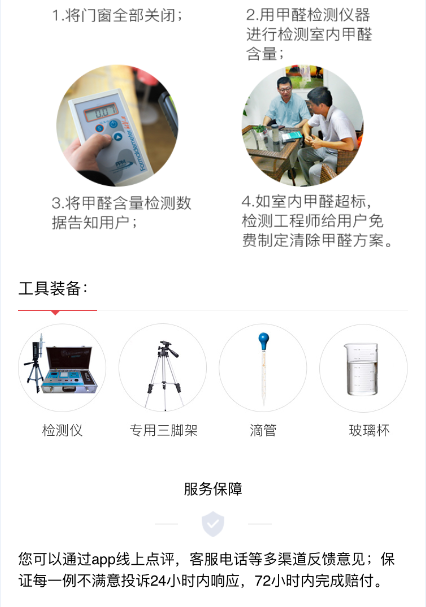 1.将门窗全部关闭；
2.用甲醛检测仪器
进行检测室内甲醛
含量；
3.将甲醛含量检测数
据告知用户；
4.如室内甲醛超标，
检测工程师给用户免
费制定清除甲醛方案。
工具装备：
检测仪
专用三脚架
滴管
玻璃杯
服务保障
您可以通过app线上点评，客服电话等多渠道反馈意见；保
证每一例不满意投诉24小时内响应，72小时内完成赔付。